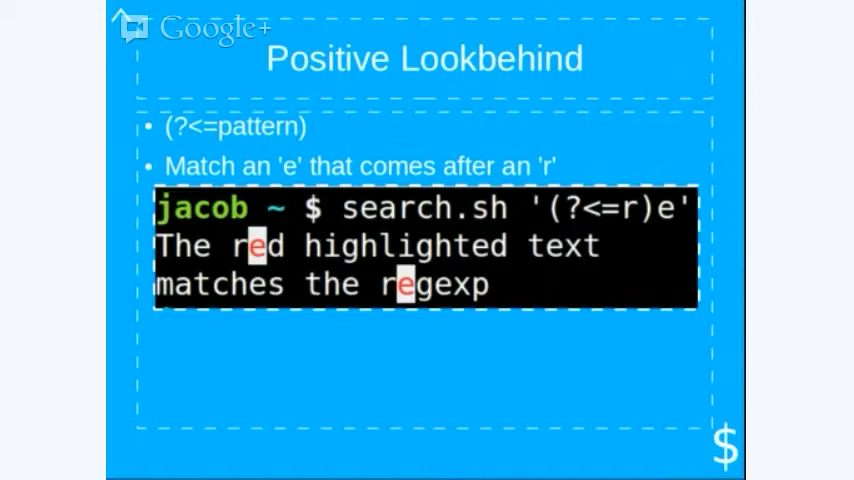 Google+
Positive Lookbehind
• (?<=pattern)
• Match an 'e' that comes after an 'r'
jacob ~ $ search.sh '(?<=r)e'
The red highlighted text
matches the regexp
$